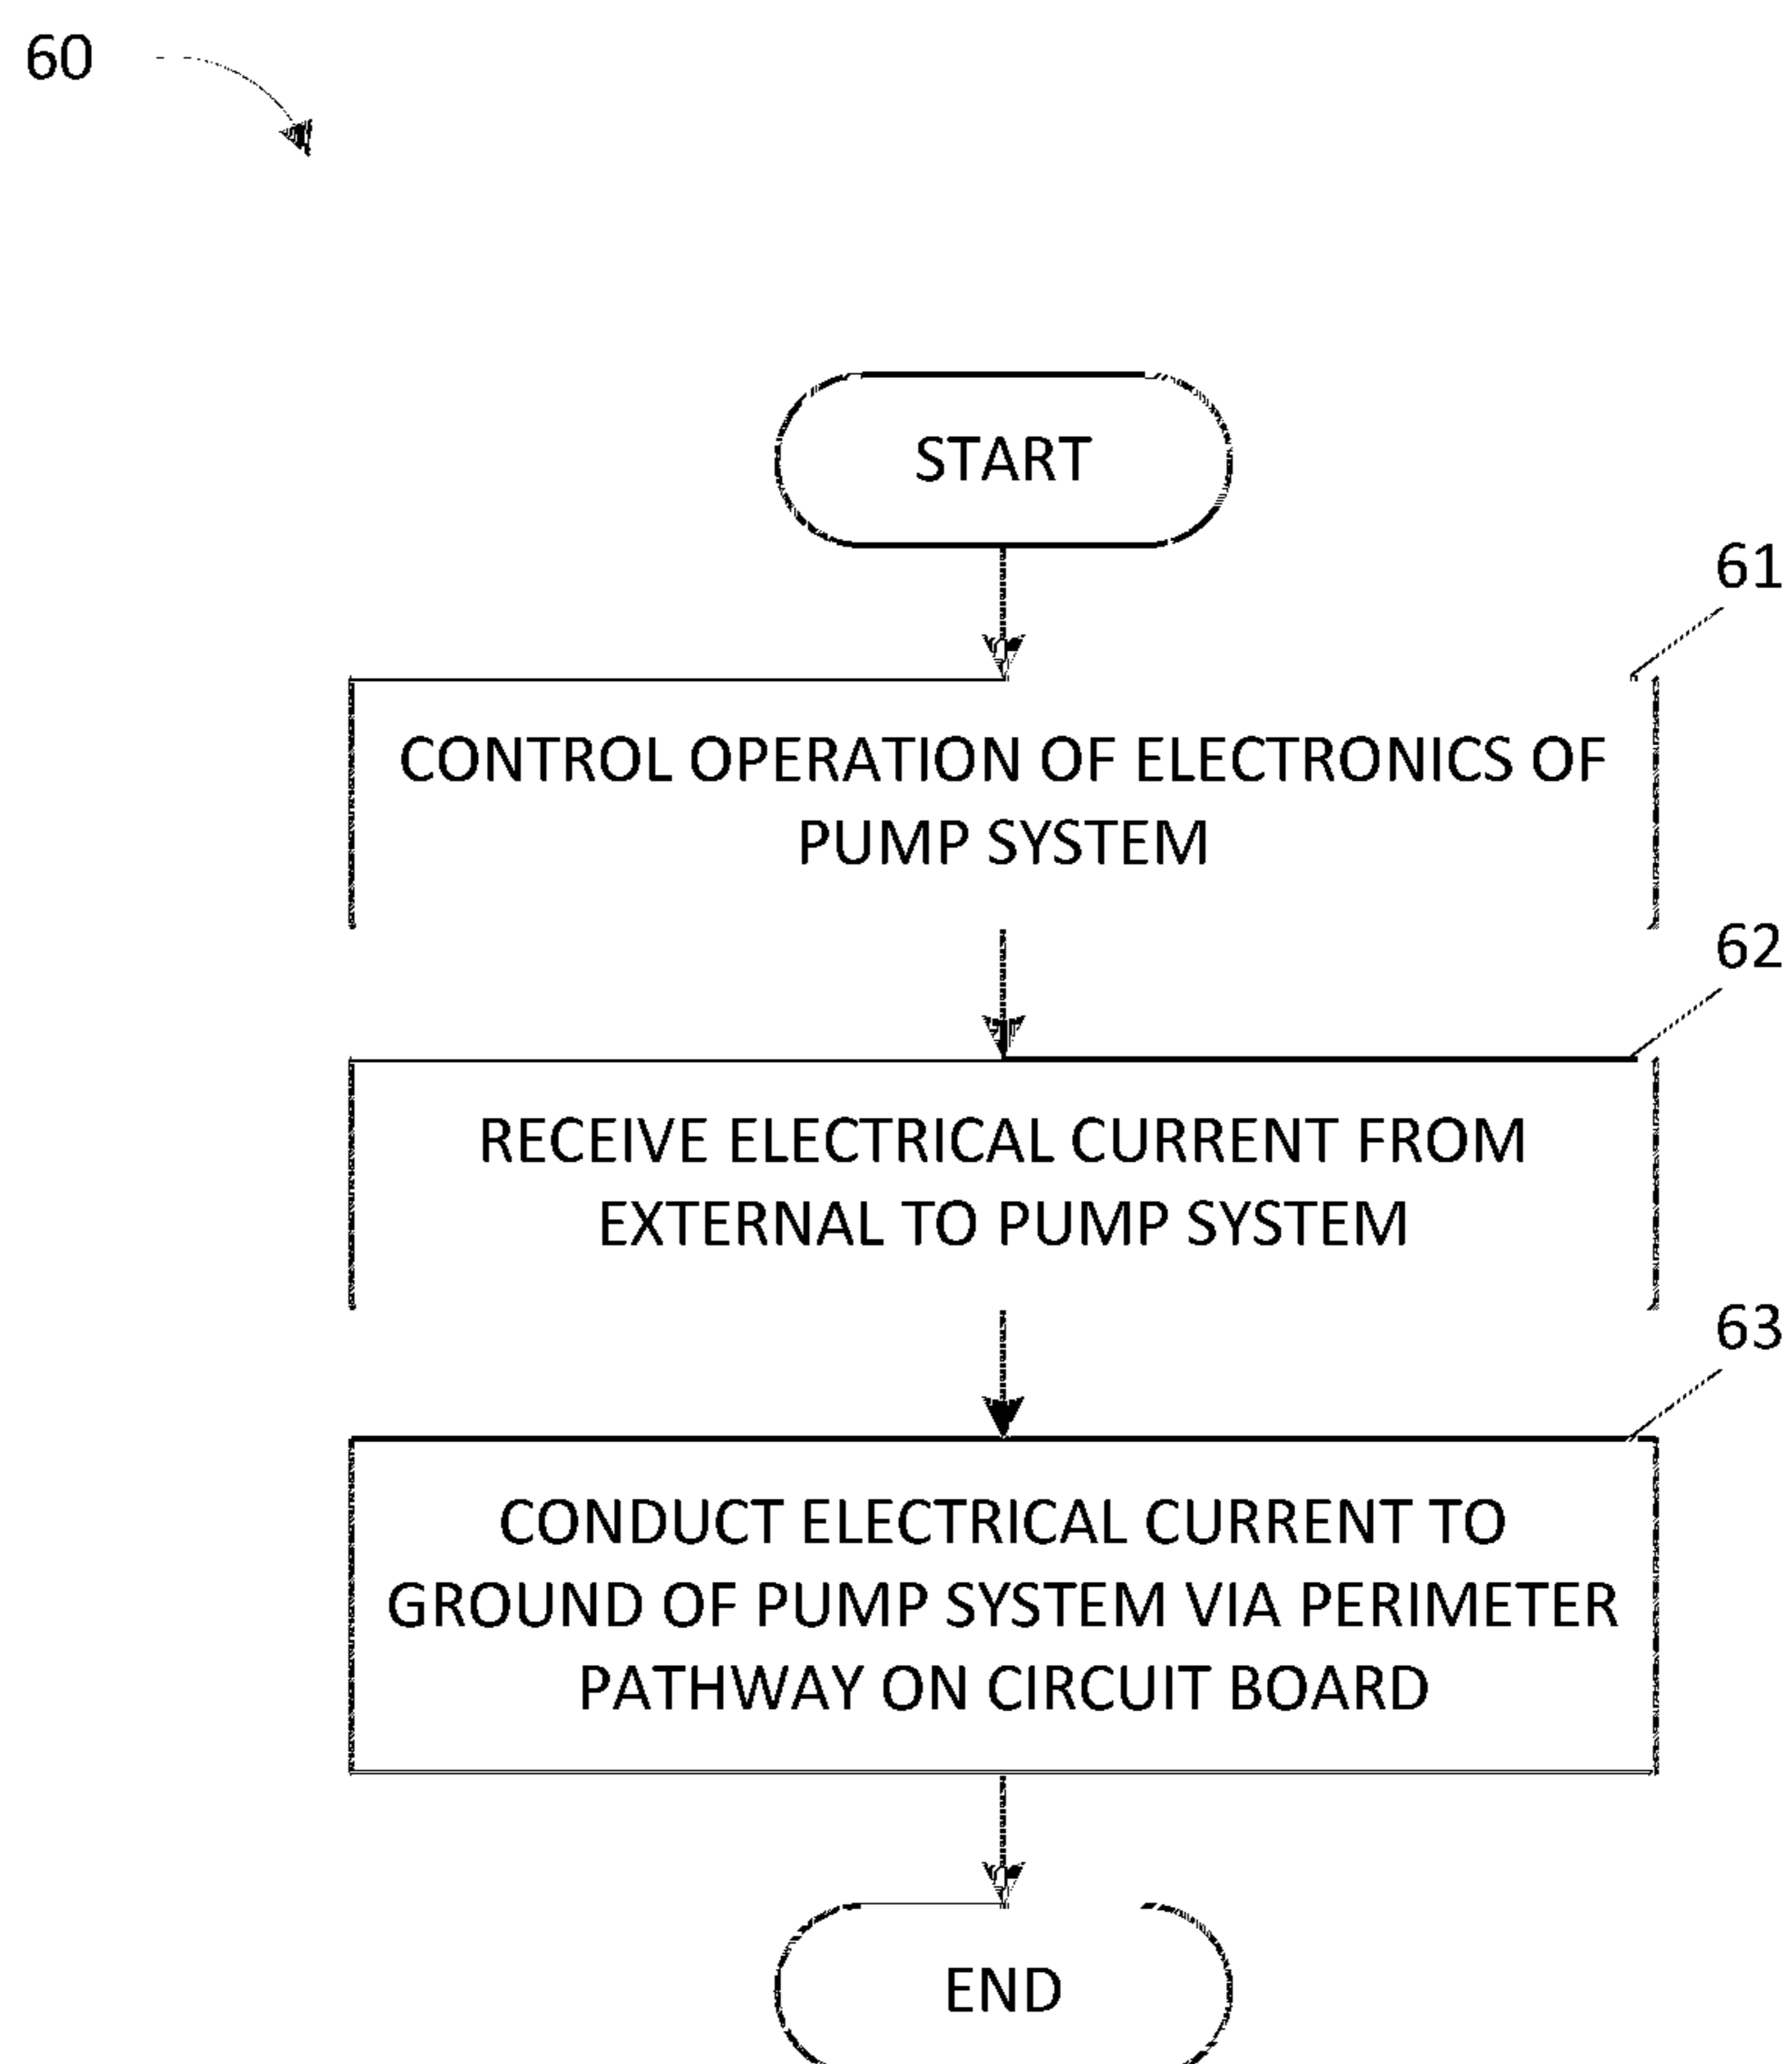 60
START
61
CONTROL OPERATION OF ELECTRONICS OF
PUMP SYSTEM
62
RECEIVE ELECTRICAL CURRENT FROM
EXTERNAL TO PUMP SYSTEM
63
CONDUCT ELECTRICAL CURRENT TO
GROUND OF PUMP SYSTEM VIA PERIMETER
PATHWAY ON CIRCUIT BOARD
END